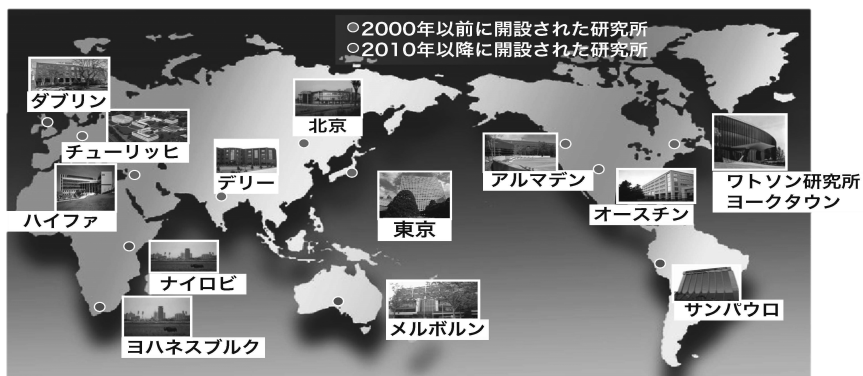 2000年以前に開設された研究所
2010年以降に開設された研究所
ダブリン
チューリッヒ
ハイファ
北京
デリー
東京
ナイロビ
ヨハネスブルク
メルボルン
アルマデン
オースチン
ワトソン研究所
ヨークタウン
サンパウロ